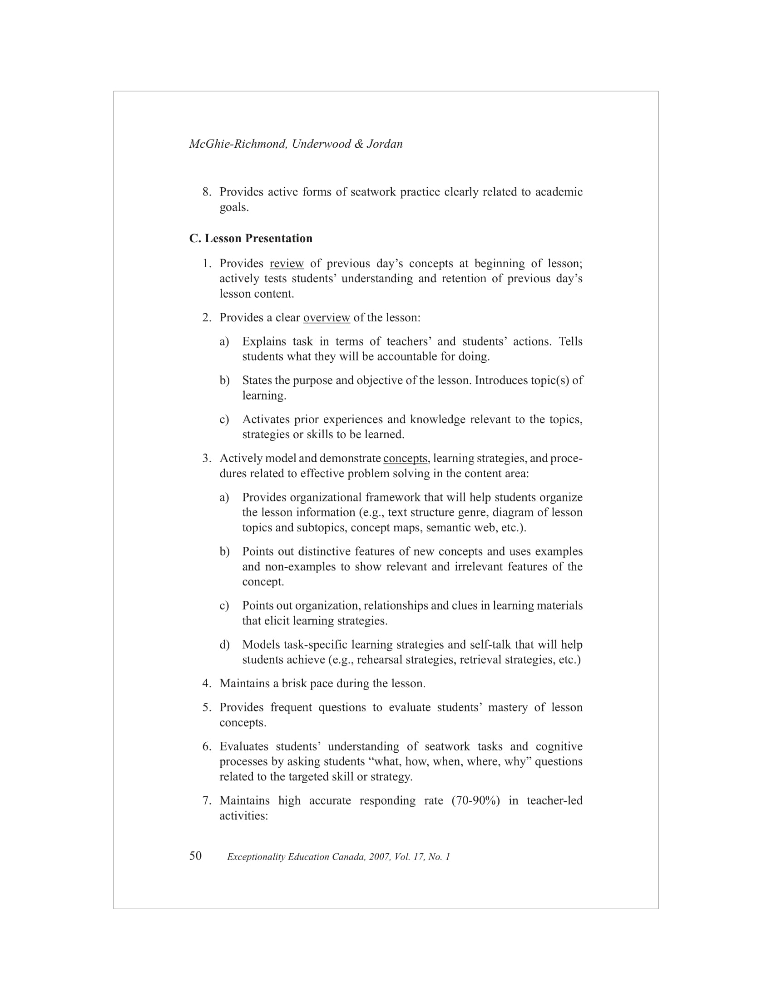 McGhie-Richmond, Underwood & Jordan
8. Provides active forms of seatwork practice clearly related to academic
goals.
C. Lesson Presentation
1. Provides review of previous day’s concepts at beginning of lesson;
actively tests students’ understanding and retention of previous day’s
lesson content.
2. Provides a clear overview of the lesson:
a) Explains task in terms of teachers’ and students’ actions. Tells
students what they will be accountable for doing.
b) States the purpose and objective of the lesson. Introduces topic(s) of
learning.
c) Activates prior experiences and knowledge relevant to the topics,
strategies or skills to be learned.
3. Actively model and demonstrate concepts, learning strategies, and proce-
dures related to effective problem solving in the content area:
a) Provides organizational framework that will help students organize
the lesson information (e.g., text structure genre, diagram of lesson
topics and subtopics, concept maps, semantic web, etc.).
b) Points out distinctive features of new concepts and uses examples
and non-examples to show relevant and irrelevant features of the
concept.
c) Points out organization, relationships and clues in learning materials
that elicit learning strategies.
d) Models task-specific learning strategies and self-talk that will help
students achieve (e.g., rehearsal strategies, retrieval strategies, etc.)
4. Maintains a brisk pace during the lesson.
5. Provides frequent questions to evaluate students’ mastery of lesson
concepts.
6. Evaluates students’ understanding of seatwork tasks and cognitive
processes by asking students “what, how, when, where, why” questions
related to the targeted skill or strategy.
7. Maintains high accurate responding rate (70-90%) in teacher-led
activities:
50 Exceptionality Education Canada, 2007, Vol. 17, No. 1